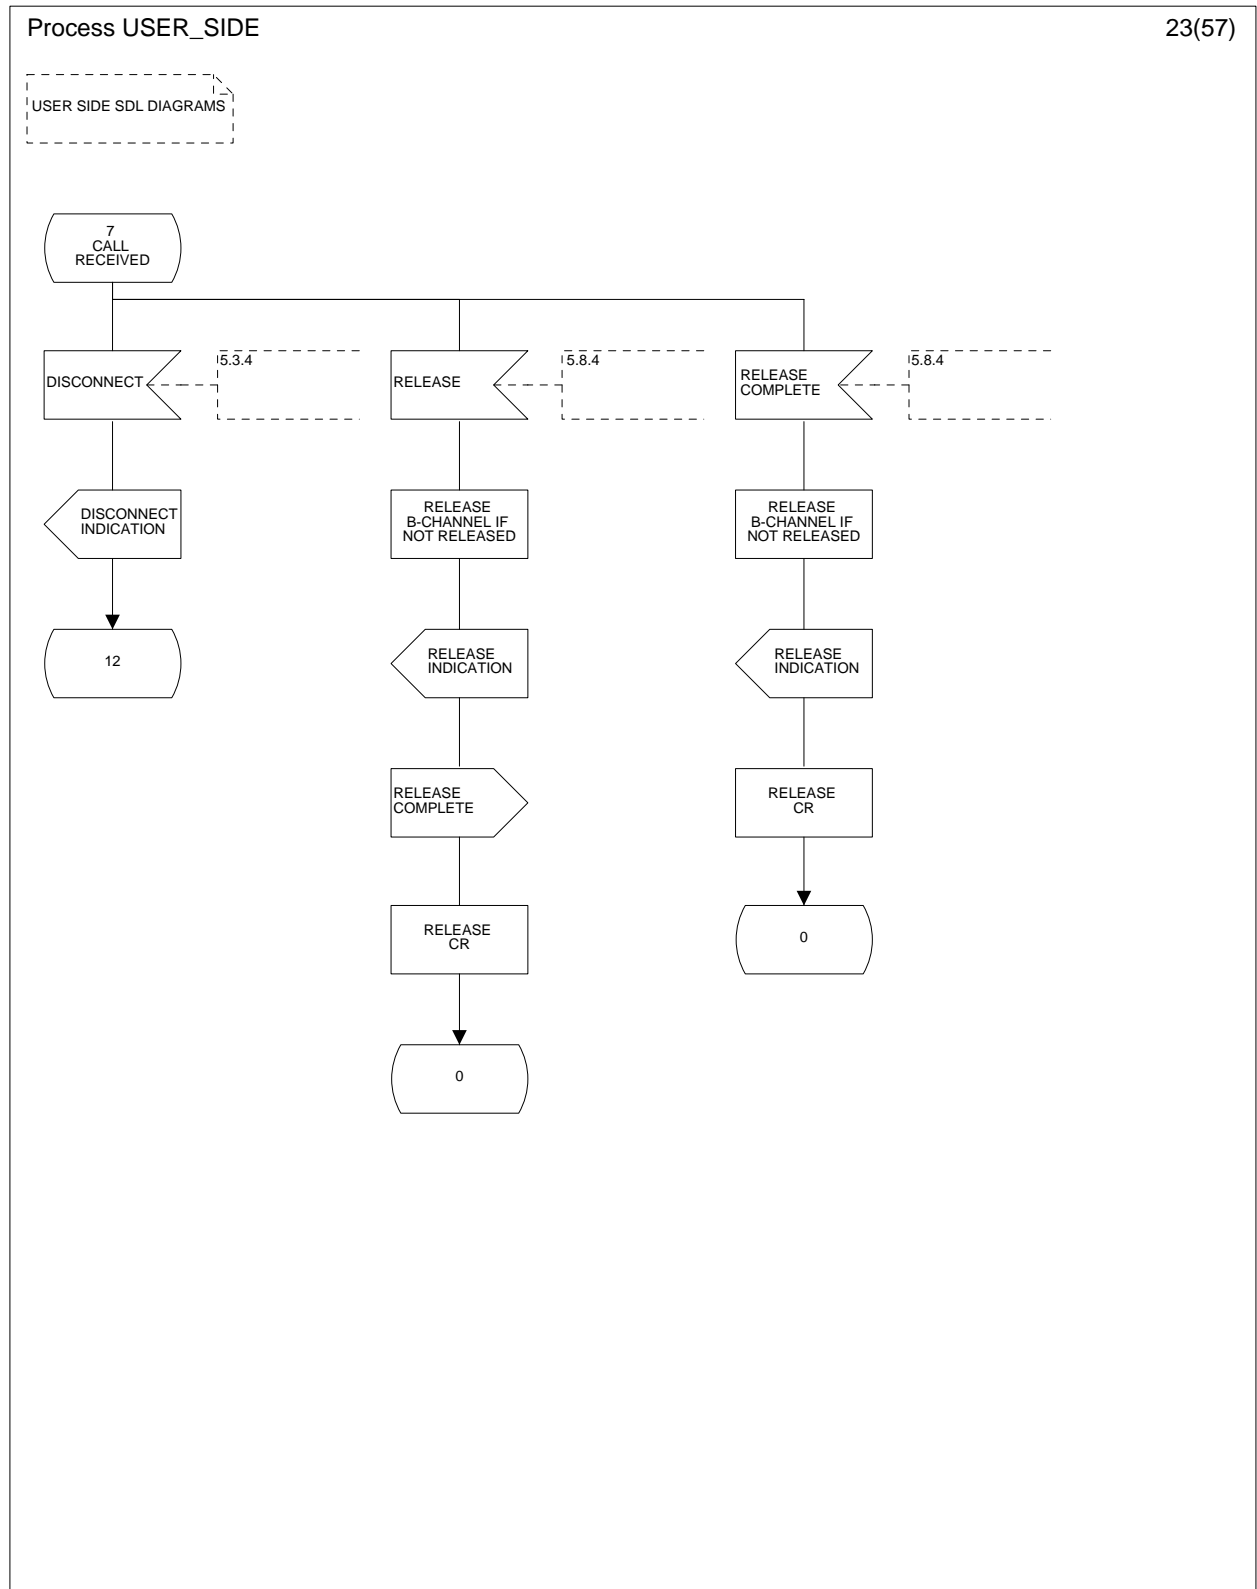 Process USER_SIDE
23(57)
USER SIDE SDL DIAGRAMS
7
CALL
RECEIVED
DISCONNECT
5.3.4
RELEASE
5.8.4
RELEASE
COMPLETE
5.8.4
DISCONNECT
INDICATION
RELEASE
B-CHANNEL IF
NOT RELEASED
RELEASE
B-CHANNEL IF
NOT RELEASED
12
RELEASE
INDICATION
RELEASE
INDICATION
RELEASE
COMPLETE
RELEASE
CR
RELEASE
CR
0
0